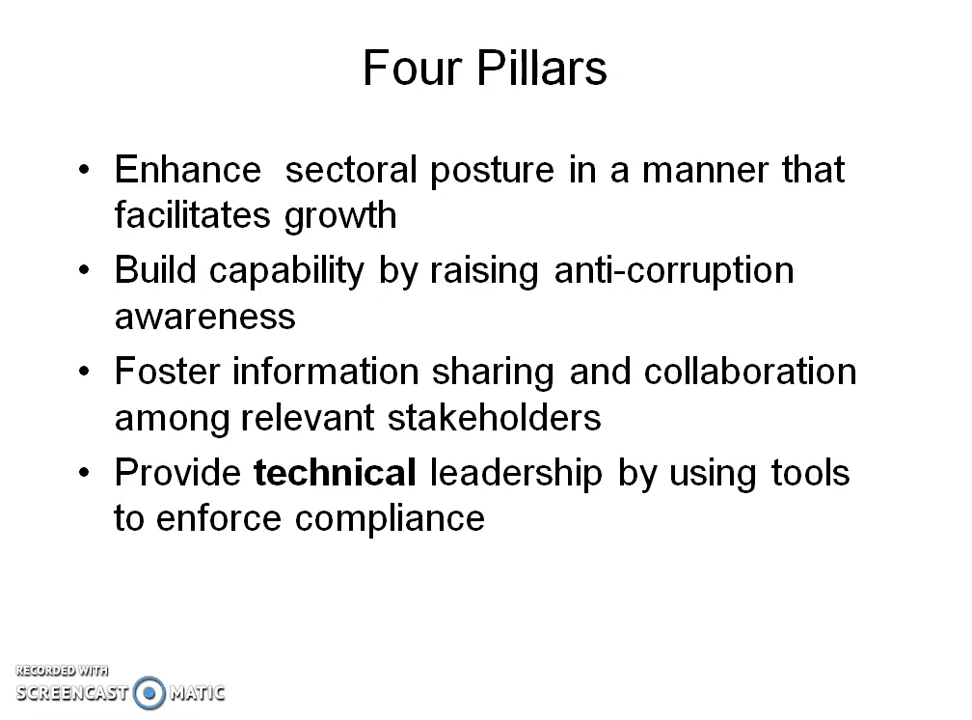 Four Pillars
• Enhance  sectoral posture in a manner that
facilitates growth
• Build capability by raising anti-corruption
awareness
• Foster information sharing and collaboration
among relevant stakeholders
• Provide technical leadership by using tools
to enforce compliance
RECORDED WITH
SCREENCAST MATIC